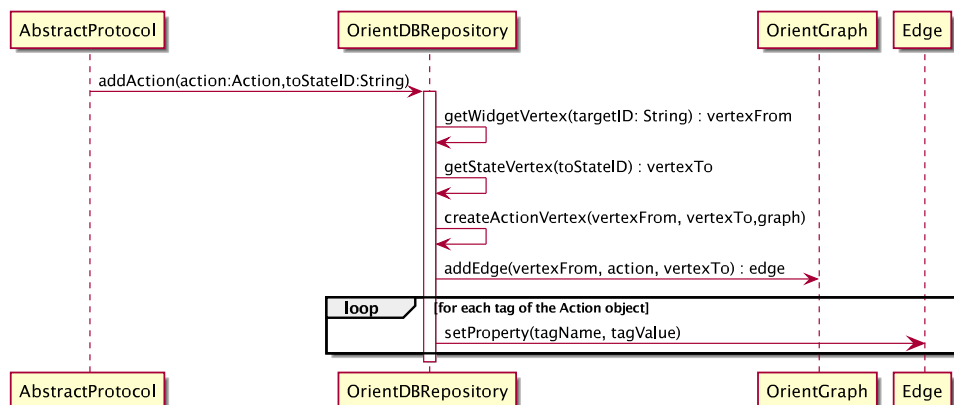 AbstractProtocol OrientDBRepository OrientGraph Edge
addAction(action:Action,toStateID:String)
getWidgetVertex(targetID: String) : vertexFrom
getStateVertex(toStateID) : vertexTo
createActionVertex(vertexFrom, vertexTo,graph)
addEdge(vertexFrom, action, vertexTo) : edge
loop [for each tag of the Action object]
setProperty(tagName, tagValue)
AbstractProtocol OrientDBRepository OrientGraph Edge